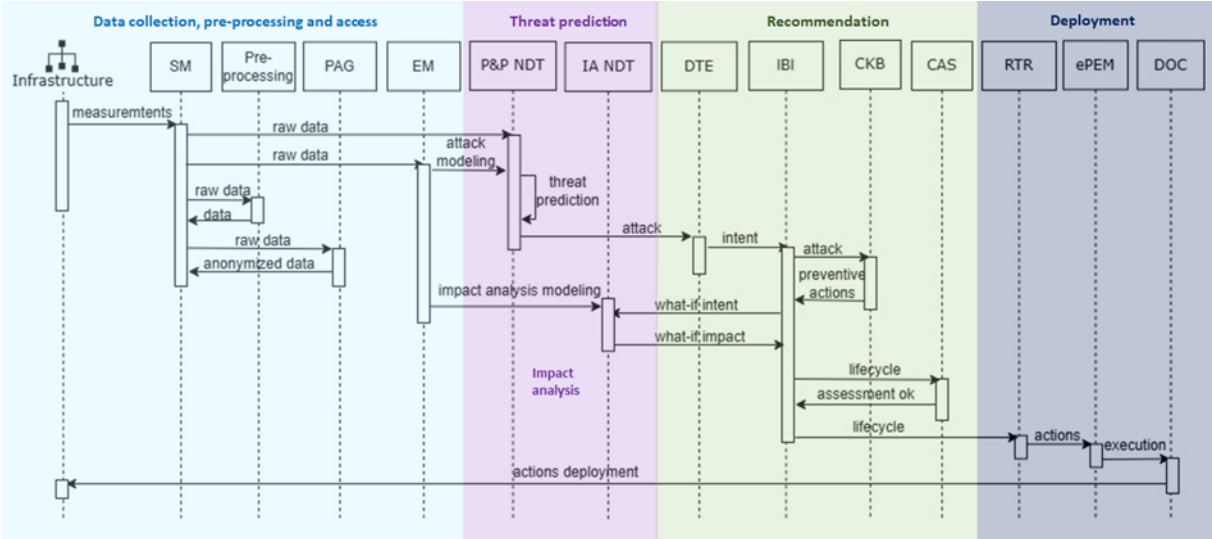 Data collection, pre-processing and access
Threat prediction
Recommendation
Deployment
Infrastructure
SM
Pre-
processing
PAG
EM
P&P NDT
IA NDT
DTE
IBI
CKB
CAS
RTR
ePEM
DOC
measuremtents
raw data
raw data
attack
modeling
threat
prediction
raw data
data
attack
intent
attack
raw data
anonymized data
preventive
actions
impact analysis modeling
what-if intent
what-if impact
Impact
analysis
lifecycle
assessment ok
lifecycle
actions
execution
actions deployment